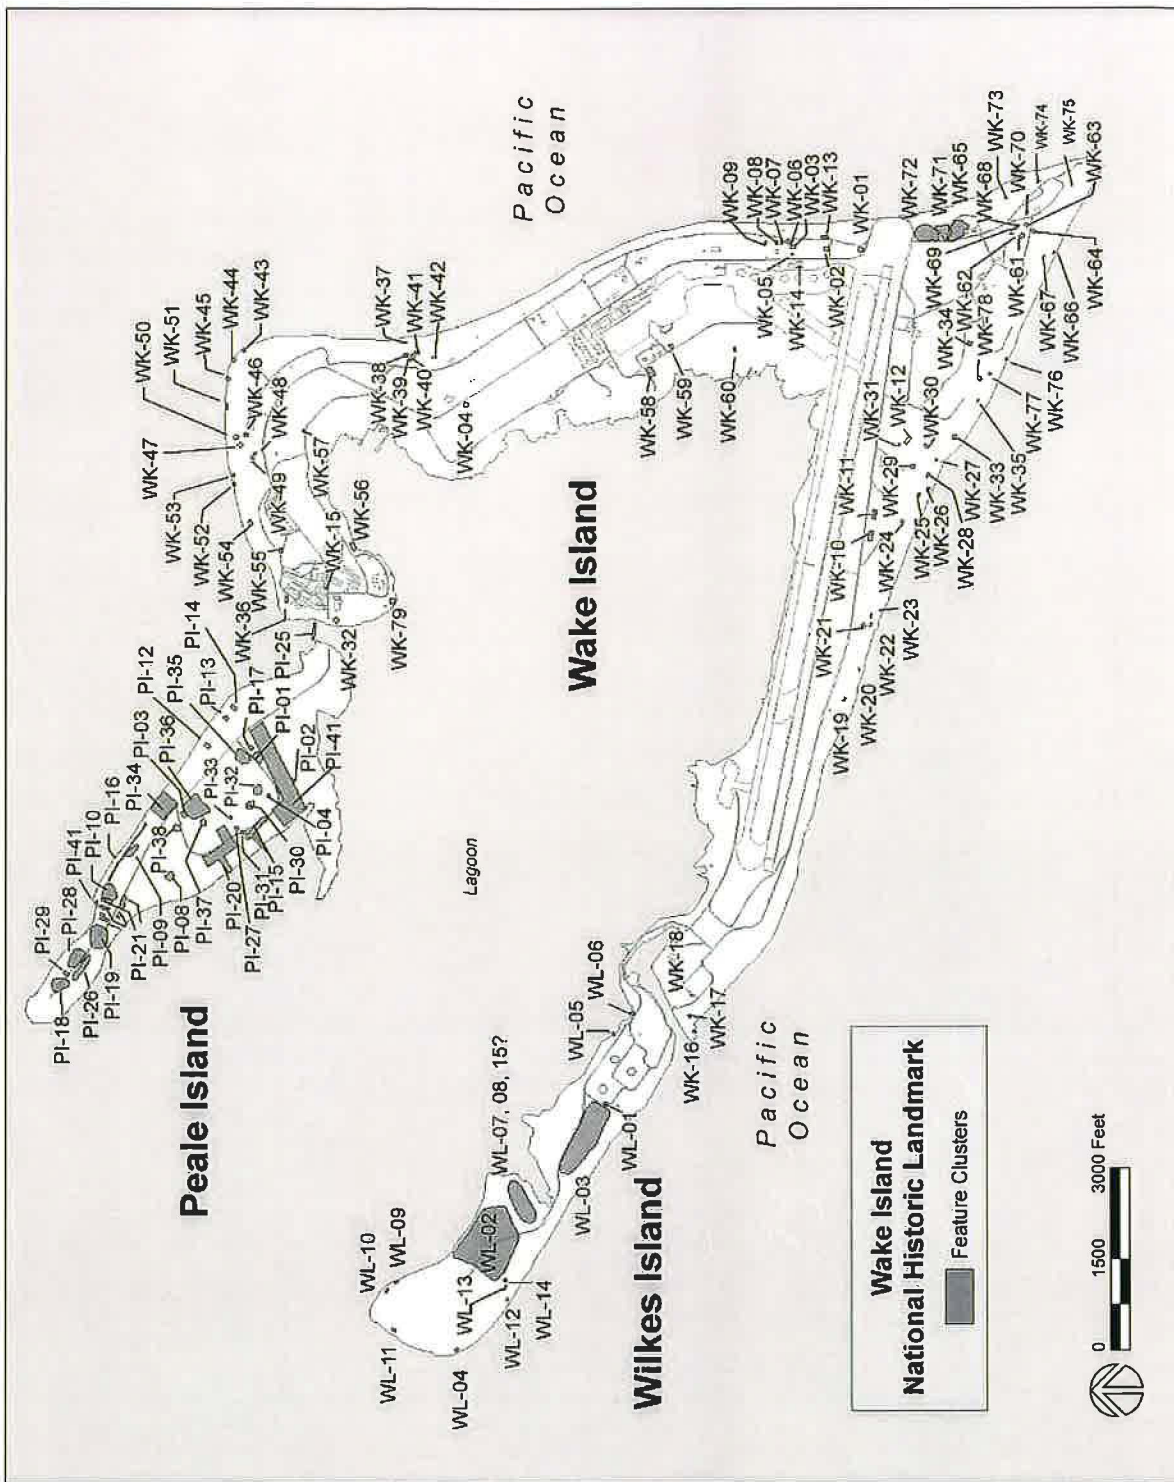 Peale Island
PI-29
PI-28
PI-41
PI-10
PI-16
PI-34
PI-03
PI-36
PI-12
PI-35
PI-13
PI-14
PI-33
PI-32
PI-17
PI-25
PI-01
PI-02
PI-41
PI-04
PI-30
PI-15
PI-31
PI-27
PI-20
PI-37
PI-38
PI-08
PI-09
PI-21
PI-19
PI-26
PI-18
WK-36
WK-55
WK-54
WK-52
WK-53
WK-47
WK-50
WK-51
WK-45
WK-44
WK-43
WK-46
WK-48
WK-49
WK-57
WK-15
WK-56
WK-32
WK-79
WK-37
WK-41
WK-42
WK-38
WK-39
WK-40
WK-04
Pacific
Ocean
WK-58
WK-59
WK-60
WK-09
WK-08
WK-07
WK-06
WK-03
WK-13
WK-01
WK-05
WK-14
WK-02
Wake Island
Lagoon
WK-72
WK-71
WK-65
WK-68
WK-73
WK-70
WK-74
WK-75
WK-63
WK-69
WK-62
WK-61
WK-64
WK-67
WK-66
WK-34
WK-78
WK-76
WK-77
WK-35
WK-33
WK-27
WK-28
WK-26
WK-25
WK-30
WK-12
WK-31
WK-29
WK-11
WK-10
WK-24
WK-23
WK-22
WK-21
WK-20
WK-19
WK-18
WK-17
WK-16
Pacific
Ocean
Wilkes Island
WL-06
WL-05
WL-01
WL-03
WL-07, 08, 15?
WL-02
WL-09
WL-10
WL-11
WL-04
WL-13
WL-12
WL-14
Wake Island
National Historic Landmark
Feature Clusters
0 1500 3000 Feet